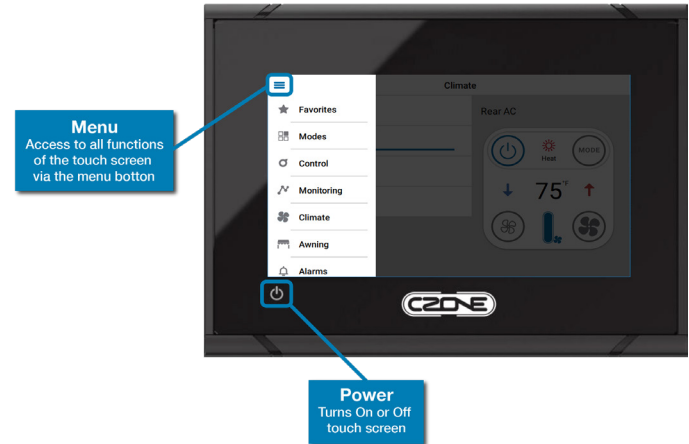 Climate
Favorites
Modes
Control
Monitoring
Climate
Awning
Alarms
Rear AC
Heat
MODE
75°F
CZONE
Menu
Access to all functions
of the touch screen
via the menu botton
Power
Turns On or Off
touch screen